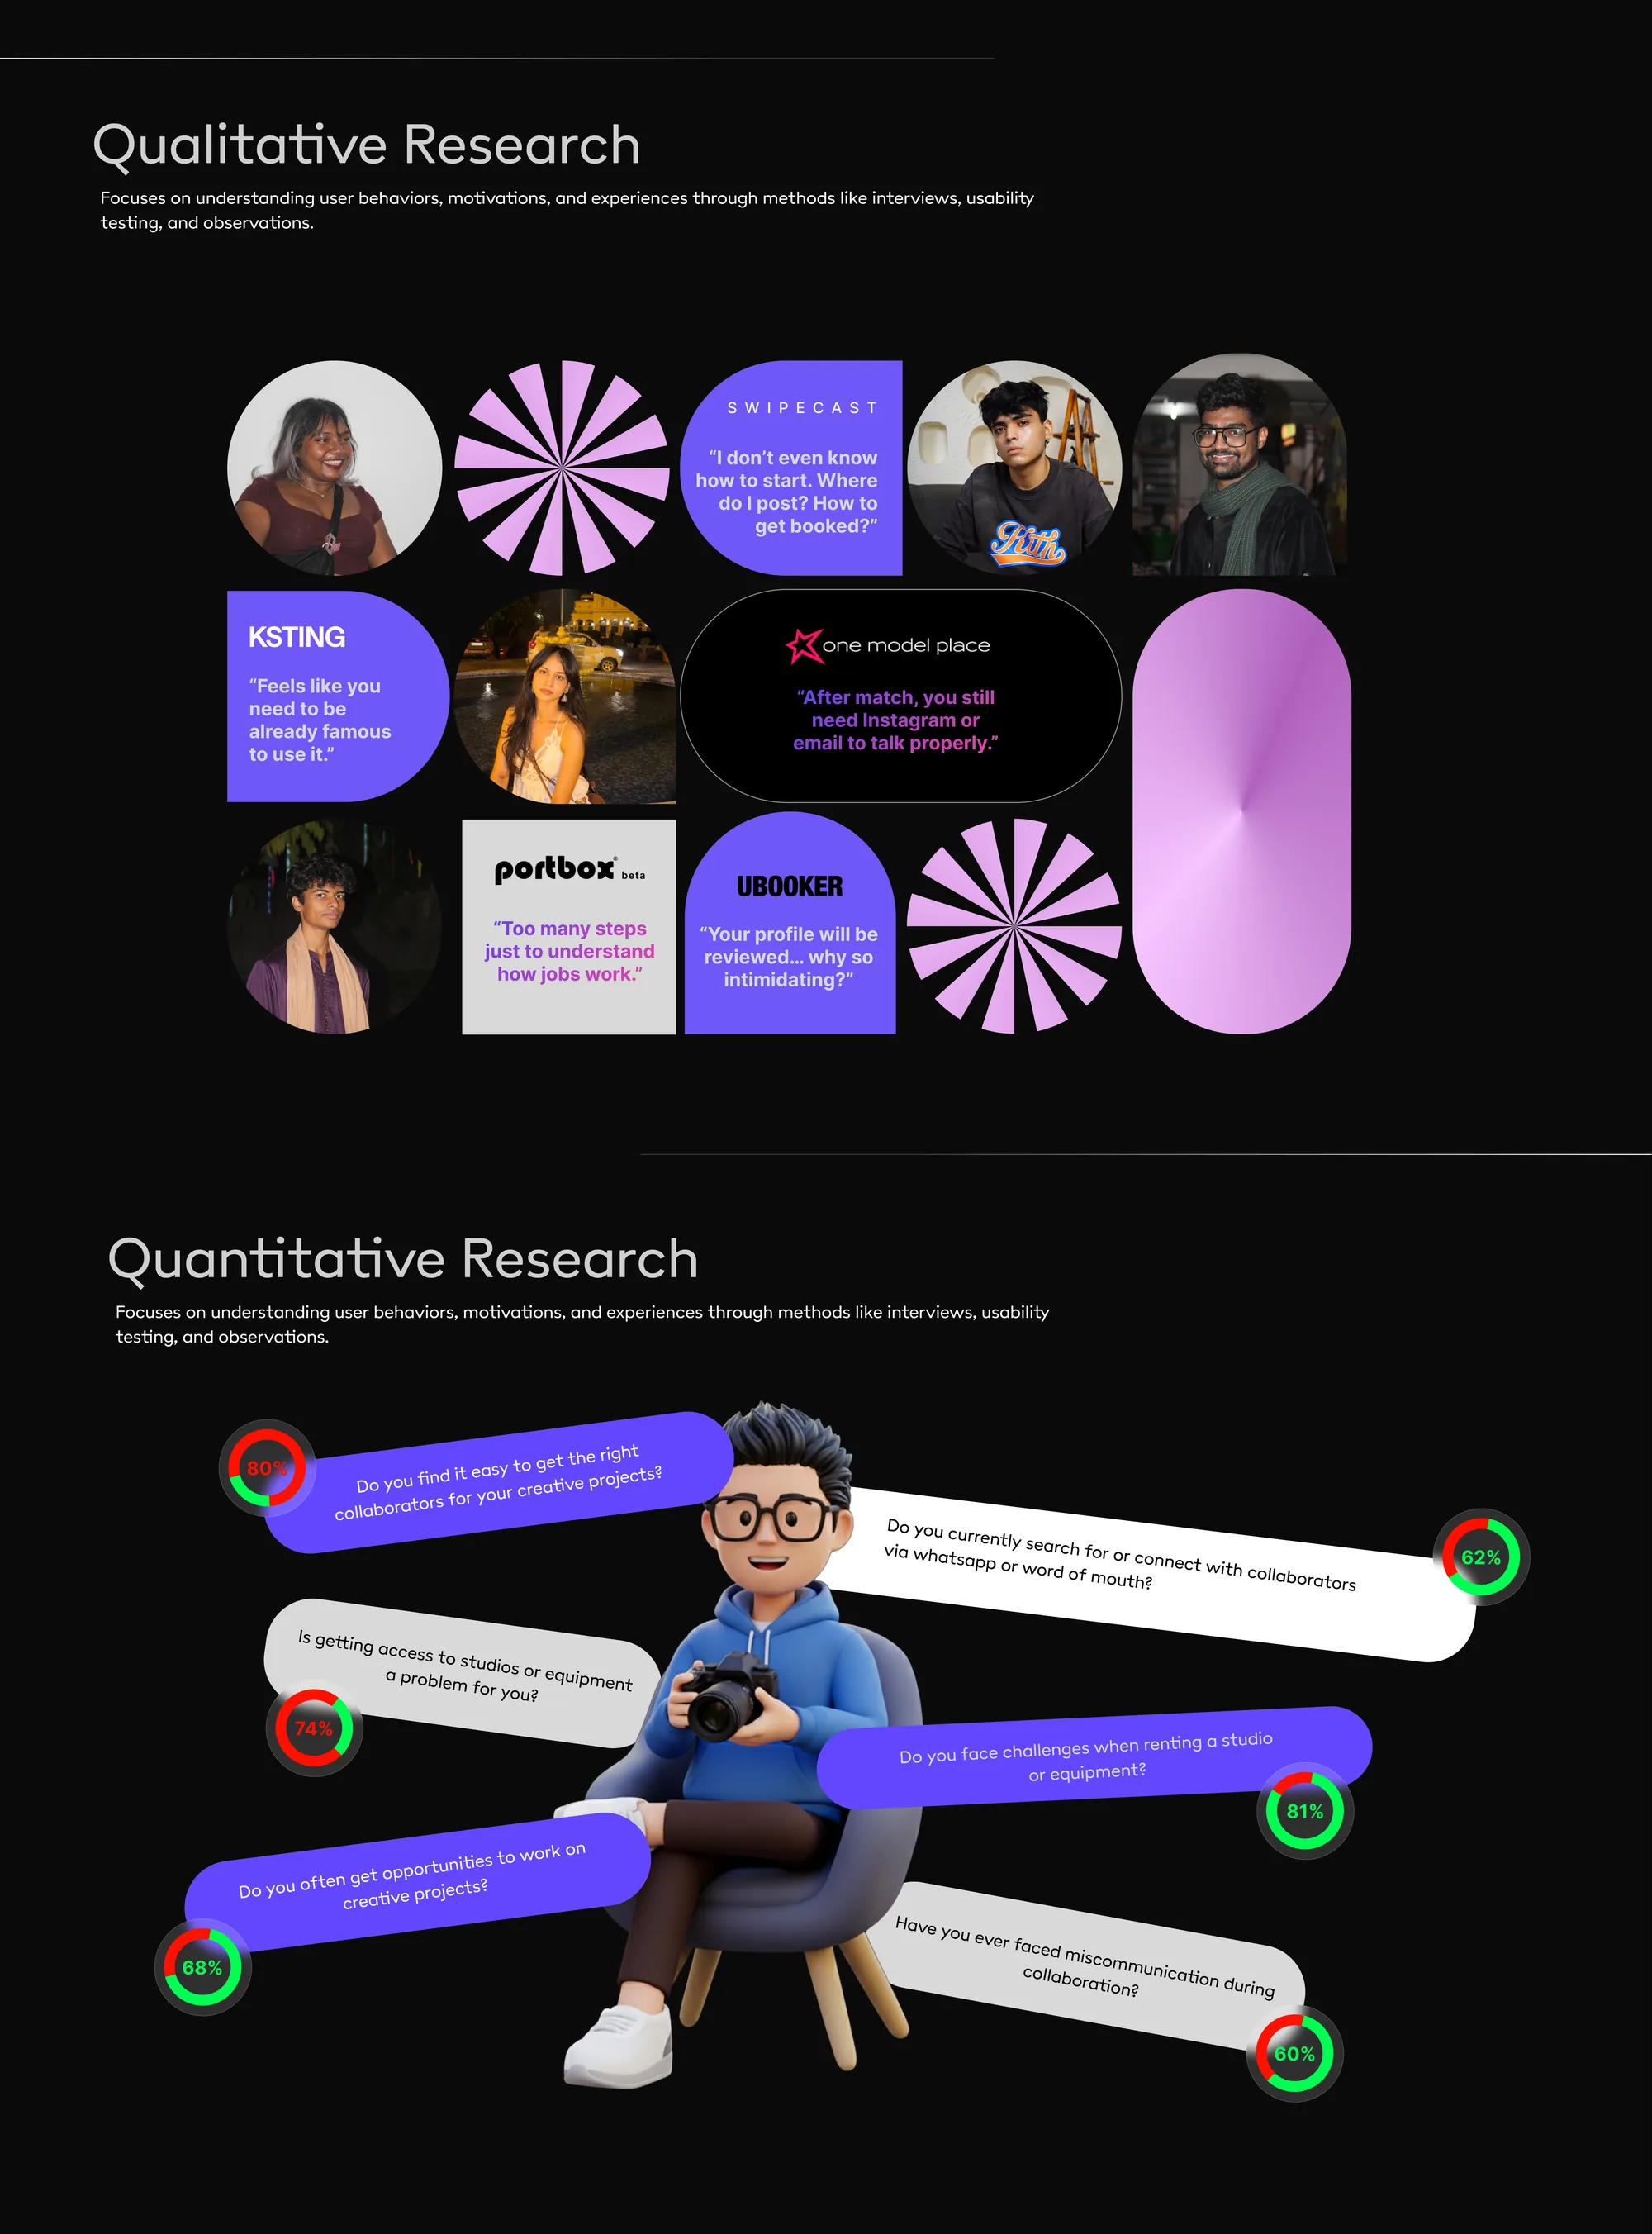 Qualitative Research
Focuses on understanding user behaviors, motivations, and experiences through methods like interviews, usability
testing, and observations.
SWIPECAST
“I don’t even know
how to start. Where
do I post? How to
get booked?”
Kith
KSTING
“Feels like you
need to be
already famous
to use it.”
one model place
“After match, you still
need Instagram or
email to talk properly.”
portbox® beta
“Too many steps
just to understand
how jobs work.”
UBOOKER
“Your profile will be
reviewed... why so
intimidating?”
Quantitative Research
Focuses on understanding user behaviors, motivations, and experiences through methods like interviews, usability
testing, and observations.
80%
Do you find it easy to get the right
collaborators for your creative projects?
Do you currently search for or connect with collaborators
via whatsapp or word of mouth?
62%
Is getting access to studios or equipment
a problem for you?
74%
Do you face challenges when renting a studio
or equipment?
81%
Do you often get opportunities to work on
creative projects?
68%
Have you ever faced miscommunication during
collaboration?
60%